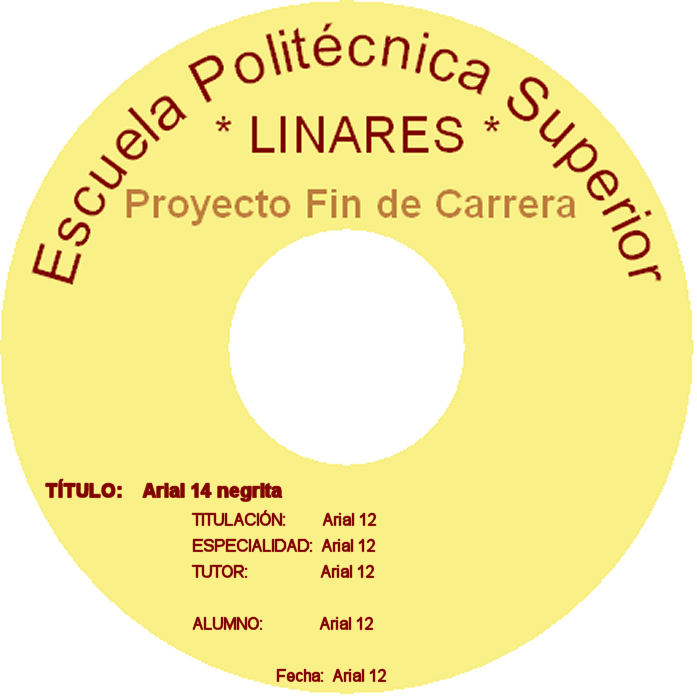 Escuela Politécnica Superior
* LINARES *
Proyecto Fin de Carrera
TÍTULO: Arial 14 negrita
TITULACIÓN: Arial 12
ESPECIALIDAD: Arial 12
TUTOR: Arial 12
ALUMNO: Arial 12
Fecha: Arial 12